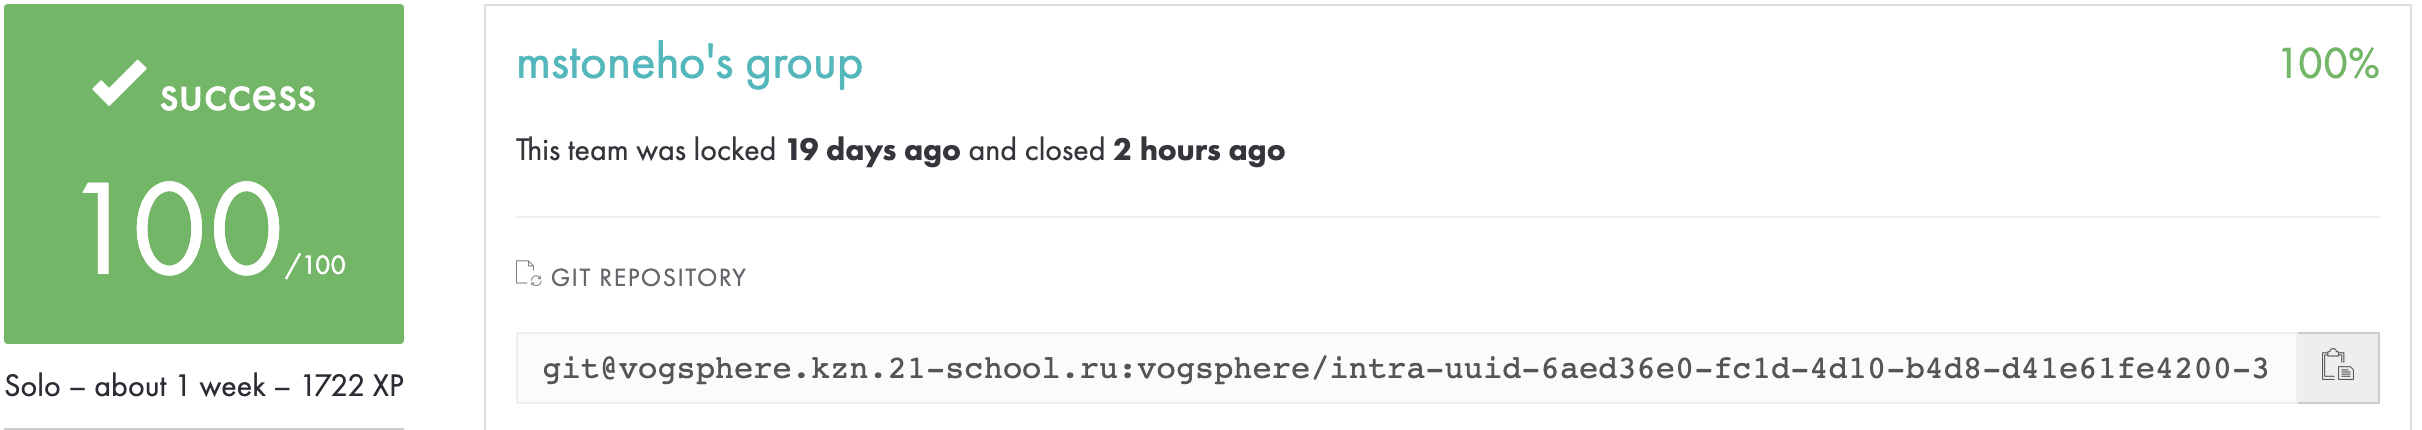 success
100/100
Solo – about 1 week – 1722 XP
mstoneho's group
100%
This team was locked 19 days ago and closed 2 hours ago
GIT REPOSITORY
git@vogsphere.kzn.21-school.ru:vogsphere/intra-uuid-6aed36e0-fc1d-4d10-b4d8-d41e61fe4200-3